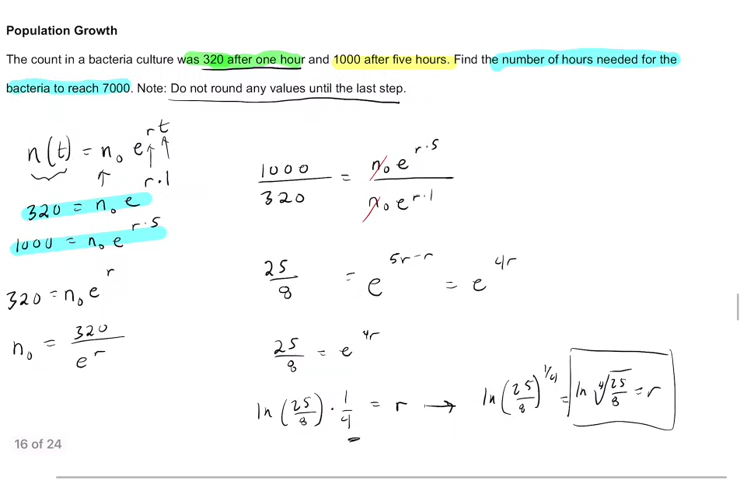 Population Growth
The count in a bacteria culture was 320 after one hour and 1000 after five hours. Find the number of hours needed for the
bacteria to reach 7000. Note: Do not round any values until the last step.
n(t) = n₀ e^(rt)
320 = n₀ e^(r·1)
1000 = n₀ e^(r·5)
320 = n₀ e^r
n₀ = 320/e^r
1000/320 = n₀ e^(r·5) / n₀ e^(r·1)
25/8 = e^(5r-r) = e^(4r)
25/8 = e^(4r)
ln(25/8) · 1/4 = r → ln(25/8)^(1/4) = ln ⁴√(25/8) = r
16 of 24